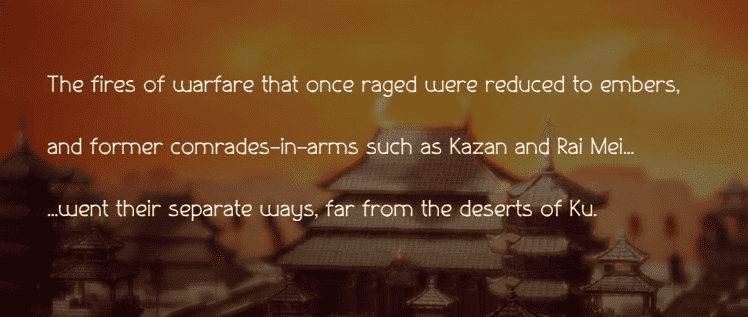 The fires of warfare that once raged were reduced to embers,
and former comrades-in-arms such as Kazan and Rai Mei...
...went their separate ways, far from the deserts of Ku.